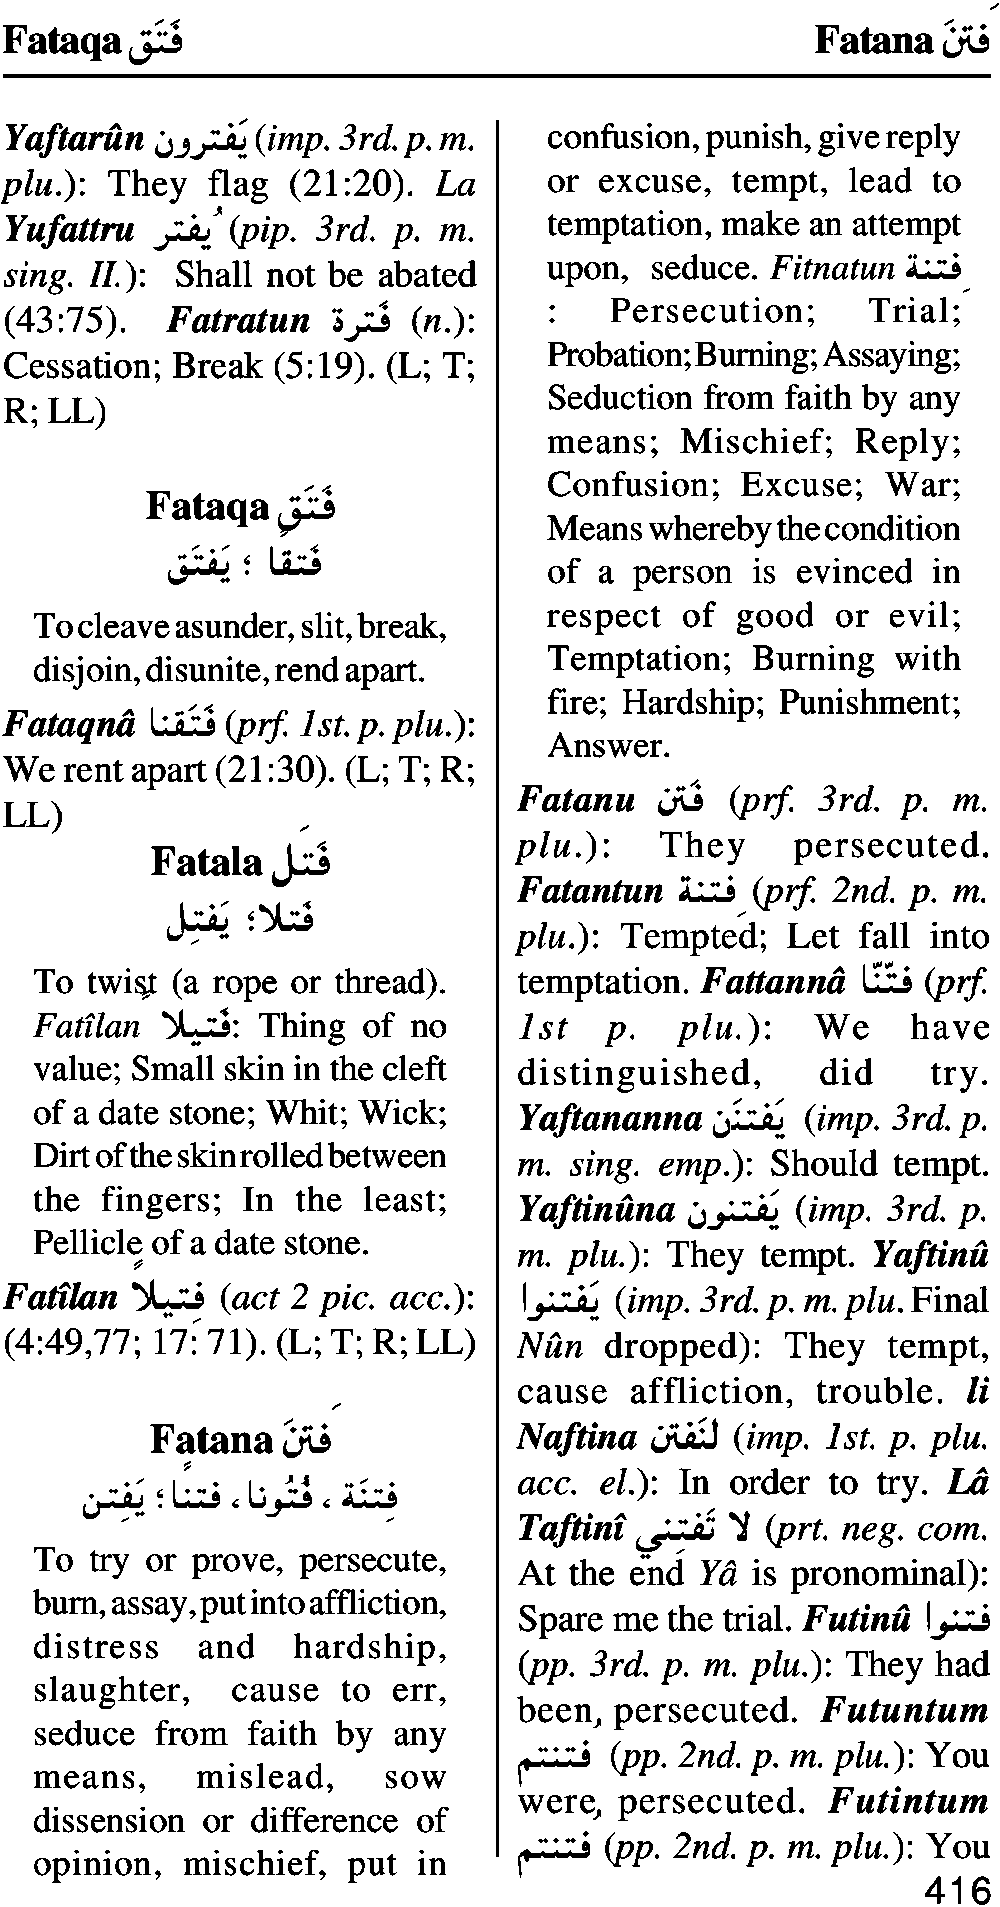 Fataqa فَتَق
Fatana فتنَ
Yaftarûn يَفترون (imp. 3rd. p. m.
plu.): They flag (21:20). La
Yufattru يُفتر (pip. 3rd. p. m.
sing. II.): Shall not be abated
(43:75). Fatratun فَترة (n.):
Cessation; Break (5:19). (L; T;
R; LL)
Fataqa فَتَق
فَتقًا ؛ يَفتَق
To cleave asunder, slit, break,
disjoin, disunite, rend apart.
Fataqnâ فَتَقنا (prf. 1st. p. plu.):
We rent apart (21:30). (L; T; R;
LL)
Fatala فَتَل
فَتلا؛ يَفتِل
To twist (a rope or thread).
Fatîlan فَتيلا: Thing of no
value; Small skin in the cleft
of a date stone; Whit; Wick;
Dirt of the skin rolled between
the fingers; In the least;
Pellicle of a date stone.
Fatîlan فتيلاً (act 2 pic. acc.):
(4:49,77; 17: 71). (L; T; R; LL)
Fatana فتنَ
فِتنَة ، فُتُونا ، فتنا ؛ يَفتِن
To try or prove, persecute,
burn, assay, put into affliction,
distress and hardship,
slaughter, cause to err,
seduce from faith by any
means, mislead, sow
dissension or difference of
opinion, mischief, put in
confusion, punish, give reply
or excuse, tempt, lead to
temptation, make an attempt
upon, seduce. Fitnatun فتنة
: Persecution; Trial;
Probation; Burning; Assaying;
Seduction from faith by any
means; Mischief; Reply;
Confusion; Excuse; War;
Means whereby the condition
of a person is evinced in
respect of good or evil;
Temptation; Burning with
fire; Hardship; Punishment;
Answer.
Fatanu فَتن (prf. 3rd. p. m.
plu.): They persecuted.
Fatantun فتنة (prf. 2nd. p. m.
plu.): Tempted; Let fall into
temptation. Fattannâ فتّنّا (prf.
1st p. plu.): We have
distinguished, did try.
Yaftananna يَفتنَن (imp. 3rd. p.
m. sing. emp.): Should tempt.
Yaftinûna يَفتنون (imp. 3rd. p.
m. plu.): They tempt. Yaftinû
يَفتنوا (imp. 3rd. p. m. plu. Final
Nûn dropped): They tempt,
cause affliction, trouble. li
Naftina لنَفتن (imp. 1st. p. plu.
acc. el.): In order to try. Lâ
Taftinî لا تَفتِني (prt. neg. com.
At the end Yâ is pronominal):
Spare me the trial. Futinû فتنوا
(pp. 3rd. p. m. plu.): They had
been, persecuted. Futuntum
فتنتم (pp. 2nd. p. m. plu.): You
were, persecuted. Futintum
فتنتم (pp. 2nd. p. m. plu.): You
416